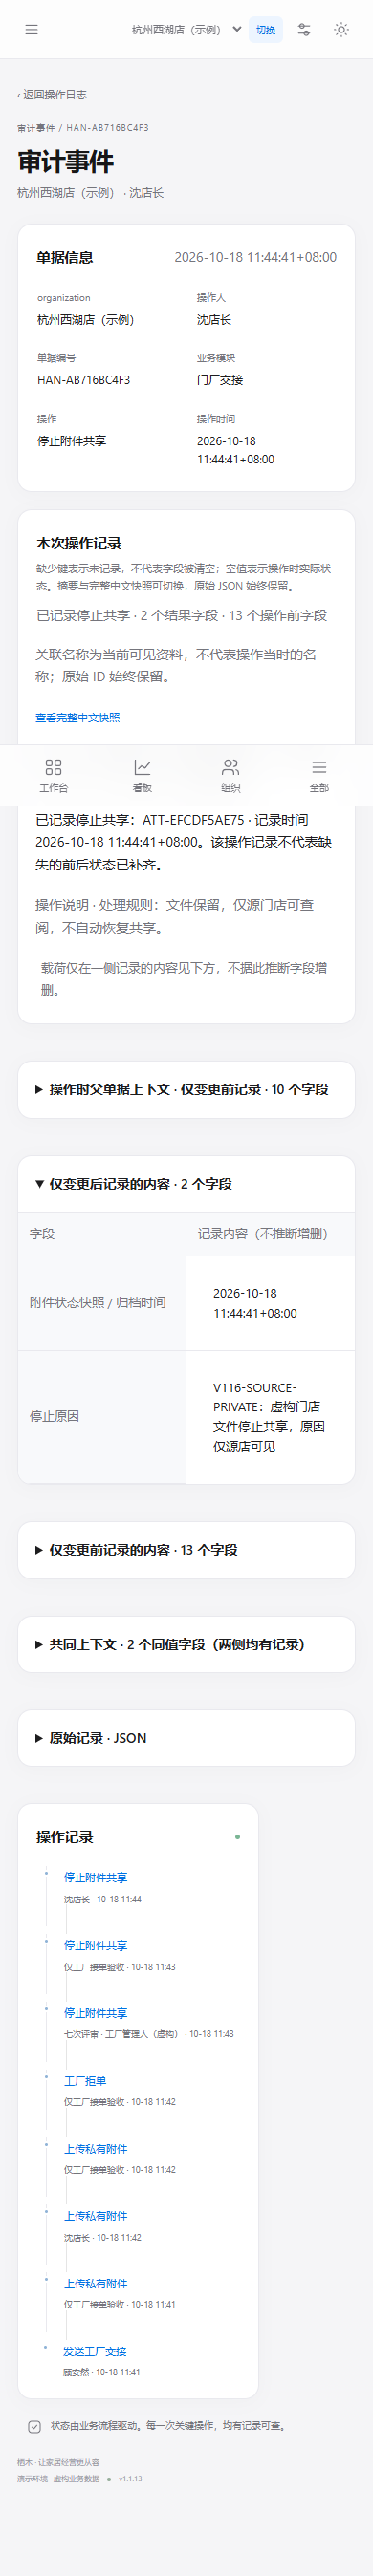 杭州西湖店（示例）
切换
‹ 返回操作日志
审计事件 / HAN-AB716BC4F3
审计事件
杭州西湖店（示例） · 沈店长
单据信息
2026-10-18 11:44:41+08:00
organization
操作人
杭州西湖店（示例）
沈店长
单据编号
业务模块
HAN-AB716BC4F3
门厂交接
操作
操作时间
停止附件共享
2026-10-18
11:44:41+08:00
本次操作记录
缺少键表示未记录，不代表字段被清空；空值表示操作时实际状
态。摘要与完整中文快照可切换，原始 JSON 始终保留。
已记录停止共享 · 2 个结果字段 · 13 个操作前字段
关联名称为当前可见资料，不代表操作当时的名
称；原始 ID 始终保留。
查看完整中文快照
工作台
看板
组织
全部
已记录停止共享：ATT-EFCDF5AE75 · 记录时间
2026-10-18 11:44:41+08:00。该操作记录不代表缺
失的前后状态已补齐。
操作说明 · 处理规则：文件保留，仅源门店可查
阅，不自动恢复共享。
载荷仅在一侧记录的内容见下方，不据此推断字段增
删。
操作时父单据上下文 · 仅变更前记录 · 10 个字段
仅变更后记录的内容 · 2 个字段
字段
记录内容（不推断增删）
附件状态快照 / 归档时间
2026-10-18
11:44:41+08:00
停止原因
V116-SOURCE-
PRIVATE：虚构门店
文件停止共享，原因
仅源店可见
仅变更前记录的内容 · 13 个字段
共同上下文 · 2 个同值字段（两侧均有记录）
原始记录 · JSON
操作记录
停止附件共享
沈店长 · 10-18 11:44
停止附件共享
仅工厂接单验收 · 10-18 11:43
停止附件共享
七次评审 · 工厂管理人（虚构） · 10-18 11:43
工厂拒单
仅工厂接单验收 · 10-18 11:42
上传私有附件
仅工厂接单验收 · 10-18 11:42
上传私有附件
沈店长 · 10-18 11:42
上传私有附件
仅工厂接单验收 · 10-18 11:41
发送工厂交接
顾安然 · 10-18 11:41
状态由业务流程驱动。每一次关键操作，均有记录可查。
柏木 · 让家居经营更从容
演示环境 · 虚构业务数据 ● v1.1.13